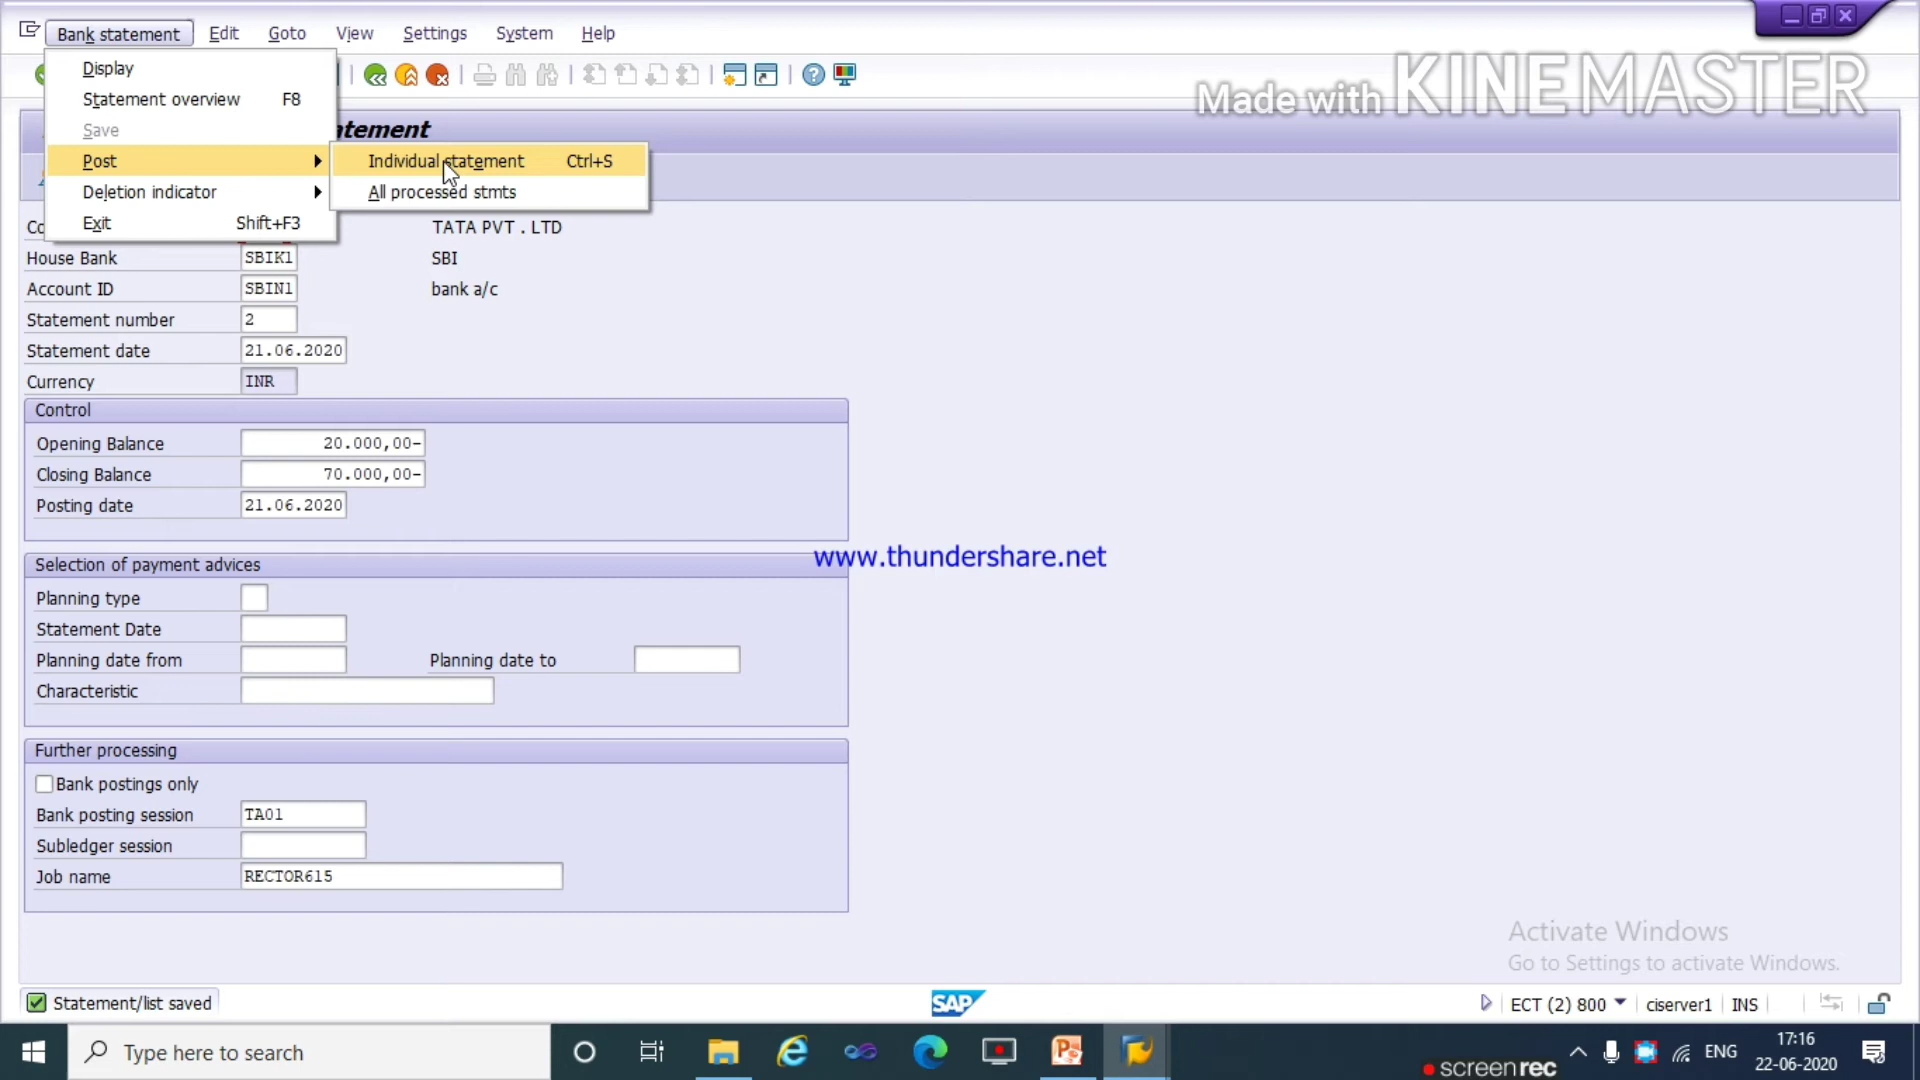 Bank statement Edit Goto View Settings System Help
Display
Statement overview F8
Save
Post
Deletion indicator
Exit Shift+F3
Individual statement Ctrl+S
All processed stmts
Made with KINEMASTER
atement
Co TATA PVT . LTD
House Bank SBIK1 SBI
Account ID SBIN1 bank a/c
Statement number 2
Statement date 21.06.2020
Currency INR
Control
Opening Balance 20.000,00-
Closing Balance 70.000,00-
Posting date 21.06.2020
www.thundershare.net
Selection of payment advices
Planning type
Statement Date
Planning date from Planning date to
Characteristic
Further processing
Bank postings only
Bank posting session TA01
Subledger session
Job name RECTOR615
Activate Windows
Go to Settings to activate Windows.
Statement/list saved SAP ECT (2) 800 ciserver1 INS
Type here to search
screenrec
ENG
17:16
22-06-2020